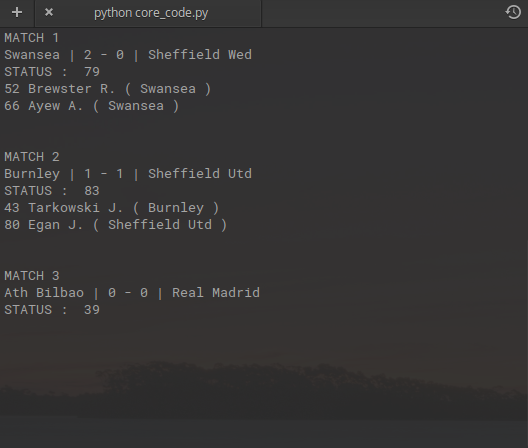 python core_code.py
MATCH 1
Swansea | 2 - 0 | Sheffield Wed
STATUS :  79
52 Brewster R. ( Swansea )
66 Ayew A. ( Swansea )
MATCH 2
Burnley | 1 - 1 | Sheffield Utd
STATUS :  83
43 Tarkowski J. ( Burnley )
80 Egan J. ( Sheffield Utd )
MATCH 3
Ath Bilbao | 0 - 0 | Real Madrid
STATUS :  39